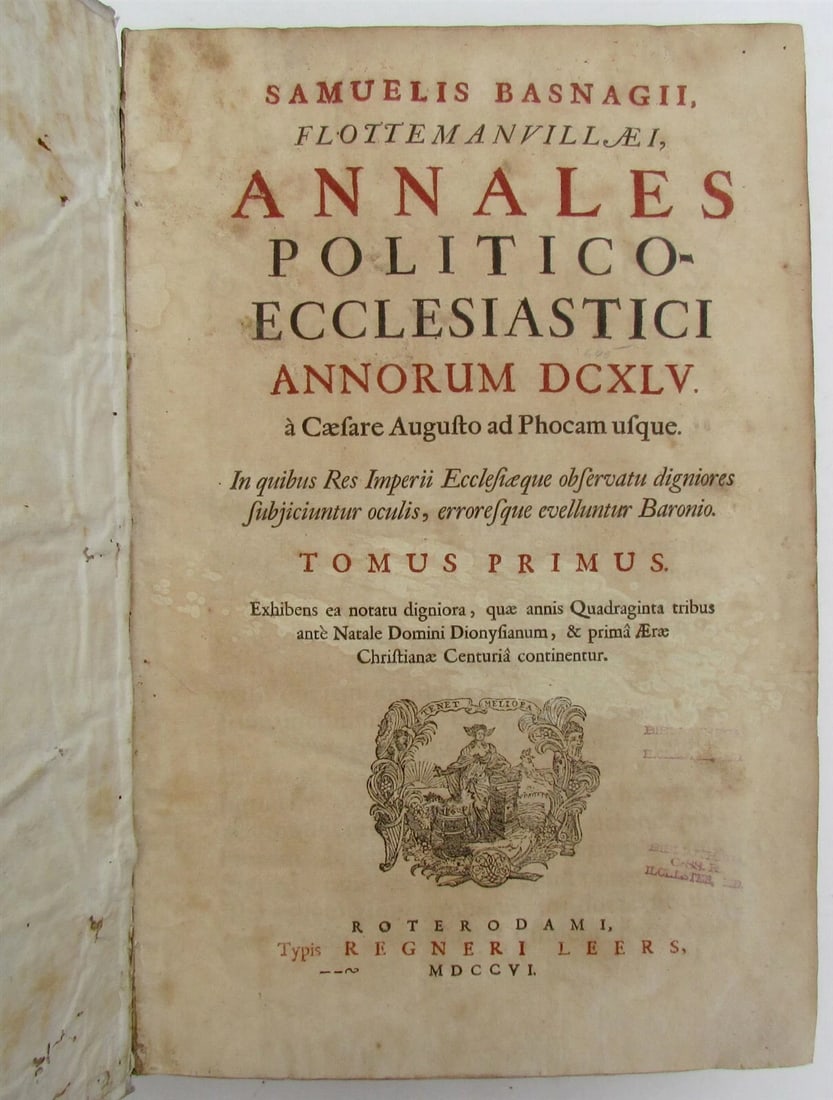 SAMUELIS BASNAGII,
FLOTTEMANVILLÆI,
ANNALES
POLITICO-
ECCLESIASTICI
ANNORUM DCXLV.
à Cæſare Auguſto ad Phocam uſque.
In quibus Res Imperii Eccleſiæque obſervatu digniores
ſubjiciuntur oculis, erroreſque evelluntur Baronio.
TOMUS PRIMUS.
Exhibens ea notatu digniora, quæ annis Quadraginta tribus
antè Natale Domini Dionyſianum, & primâ Æræ
Chriſtianæ Centuriâ continentur.
TENET MELIORA
ROTERODAMI,
Typis REGNERI LEERS,
MDCCVI.